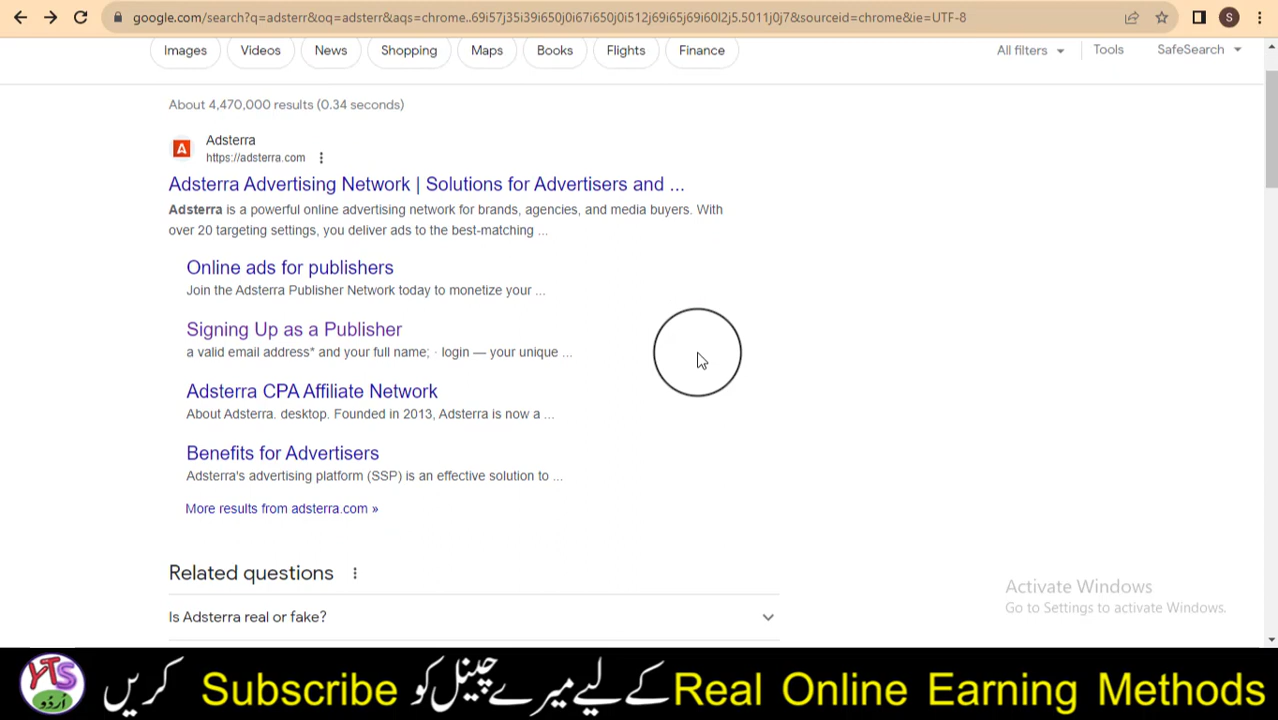 google.com/search?q=adsterr&oq=adsterr&aqs=chrome..69i57j35i39i650j0i67i650j0i512j69i65j69i60l2j5.5011j0j7&sourceid=chrome&ie=UTF-8
S
Images Videos News Shopping Maps Books Flights Finance All filters Tools SafeSearch
About 4,470,000 results (0.34 seconds)
A
Adsterra
https://adsterra.com
Adsterra Advertising Network | Solutions for Advertisers and ...
Adsterra is a powerful online advertising network for brands, agencies, and media buyers. With
over 20 targeting settings, you deliver ads to the best-matching ...
Online ads for publishers
Join the Adsterra Publisher Network today to monetize your ...
Signing Up as a Publisher
a valid email address* and your full name; · login — your unique ...
Adsterra CPA Affiliate Network
About Adsterra. desktop. Founded in 2013, Adsterra is now a ...
Benefits for Advertisers
Adsterra's advertising platform (SSP) is an effective solution to ...
More results from adsterra.com »
Related questions
Is Adsterra real or fake?
Activate Windows
Go to Settings to activate Windows.
YTS
اُردُو
Real Online Earning Methods کے لیے میرے چینل کو Subscribe کریں